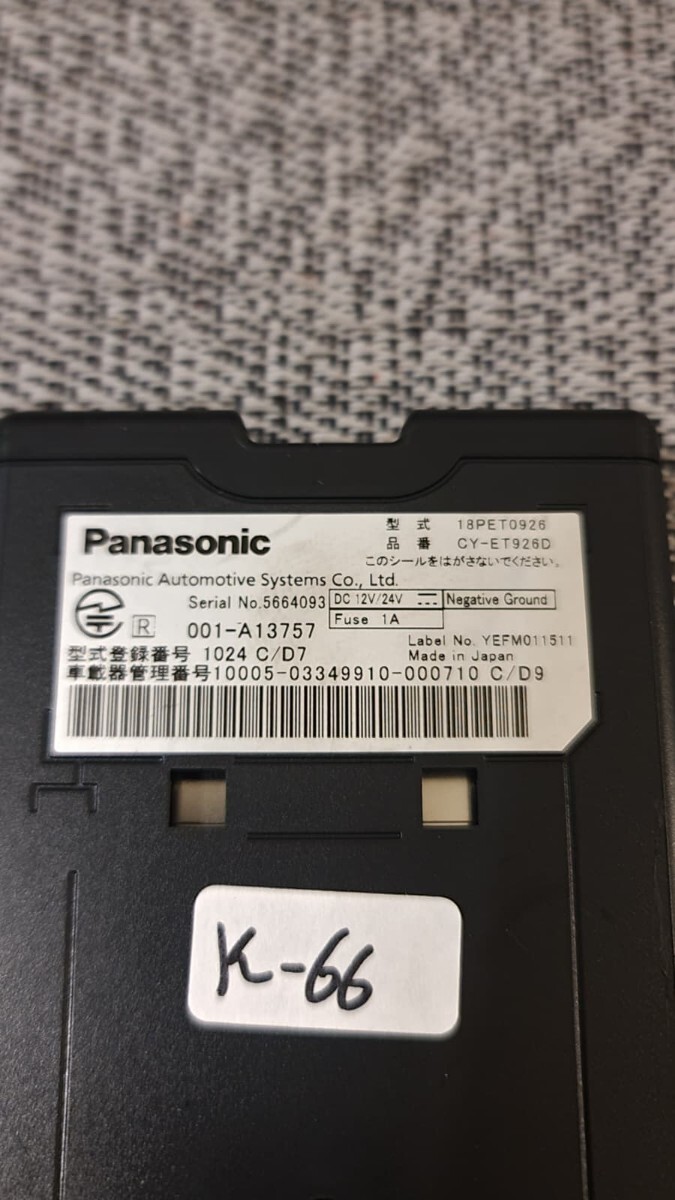 Panasonic
型式 18PET0926
品番 CY-ET926D
このシールをはがさないでください。
Panasonic Automotive Systems Co., Ltd.
Serial No.5664093 DC 12V/24V Negative Ground
Fuse 1A
R 001-A13757
Label No. YEFM011511
型式登録番号 1024 C/D7 Made in Japan
車載器管理番号10005-03349910-000710 C/D9
K-66